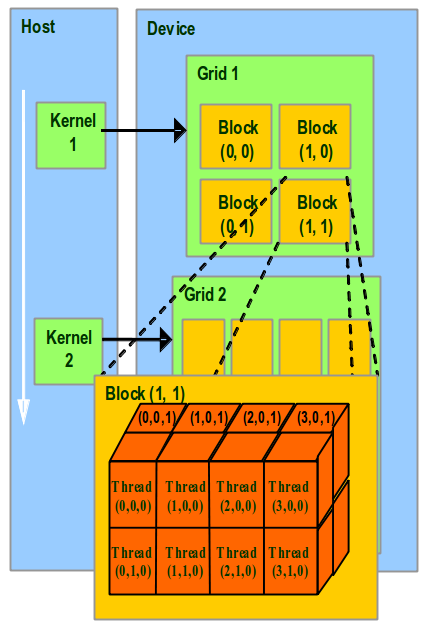 Host
Device
Grid 1
Kernel
1
Block
(0, 0)
Block
(1, 0)
Block
(0, 1)
Block
(1, 1)
Grid 2
Kernel
2
Block (1, 1)
(0,0,1) (1,0,1) (2,0,1) (3,0,1)
Thread Thread Thread Thread
(0,0,0) (1,0,0) (2,0,0) (3,0,0)
Thread Thread Thread Thread
(0,1,0) (1,1,0) (2,1,0) (3,1,0)